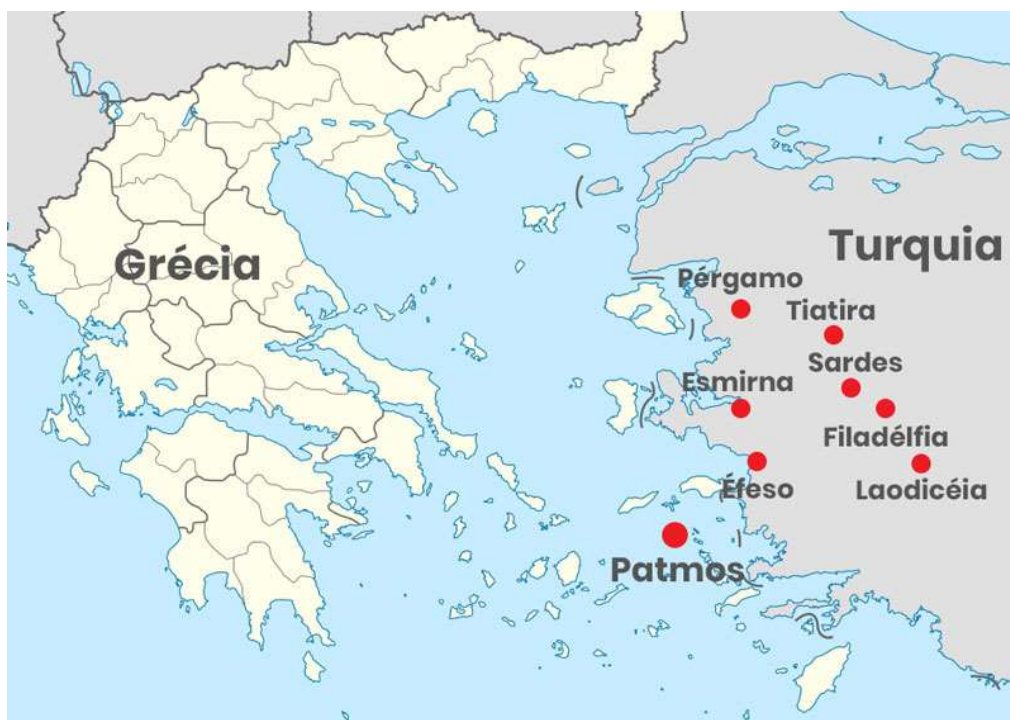 Grécia
Turquia
Pérgamo
Tiatira
Sardes
Esmirna
Filadélfia
Éfeso
Laodicéia
Patmos